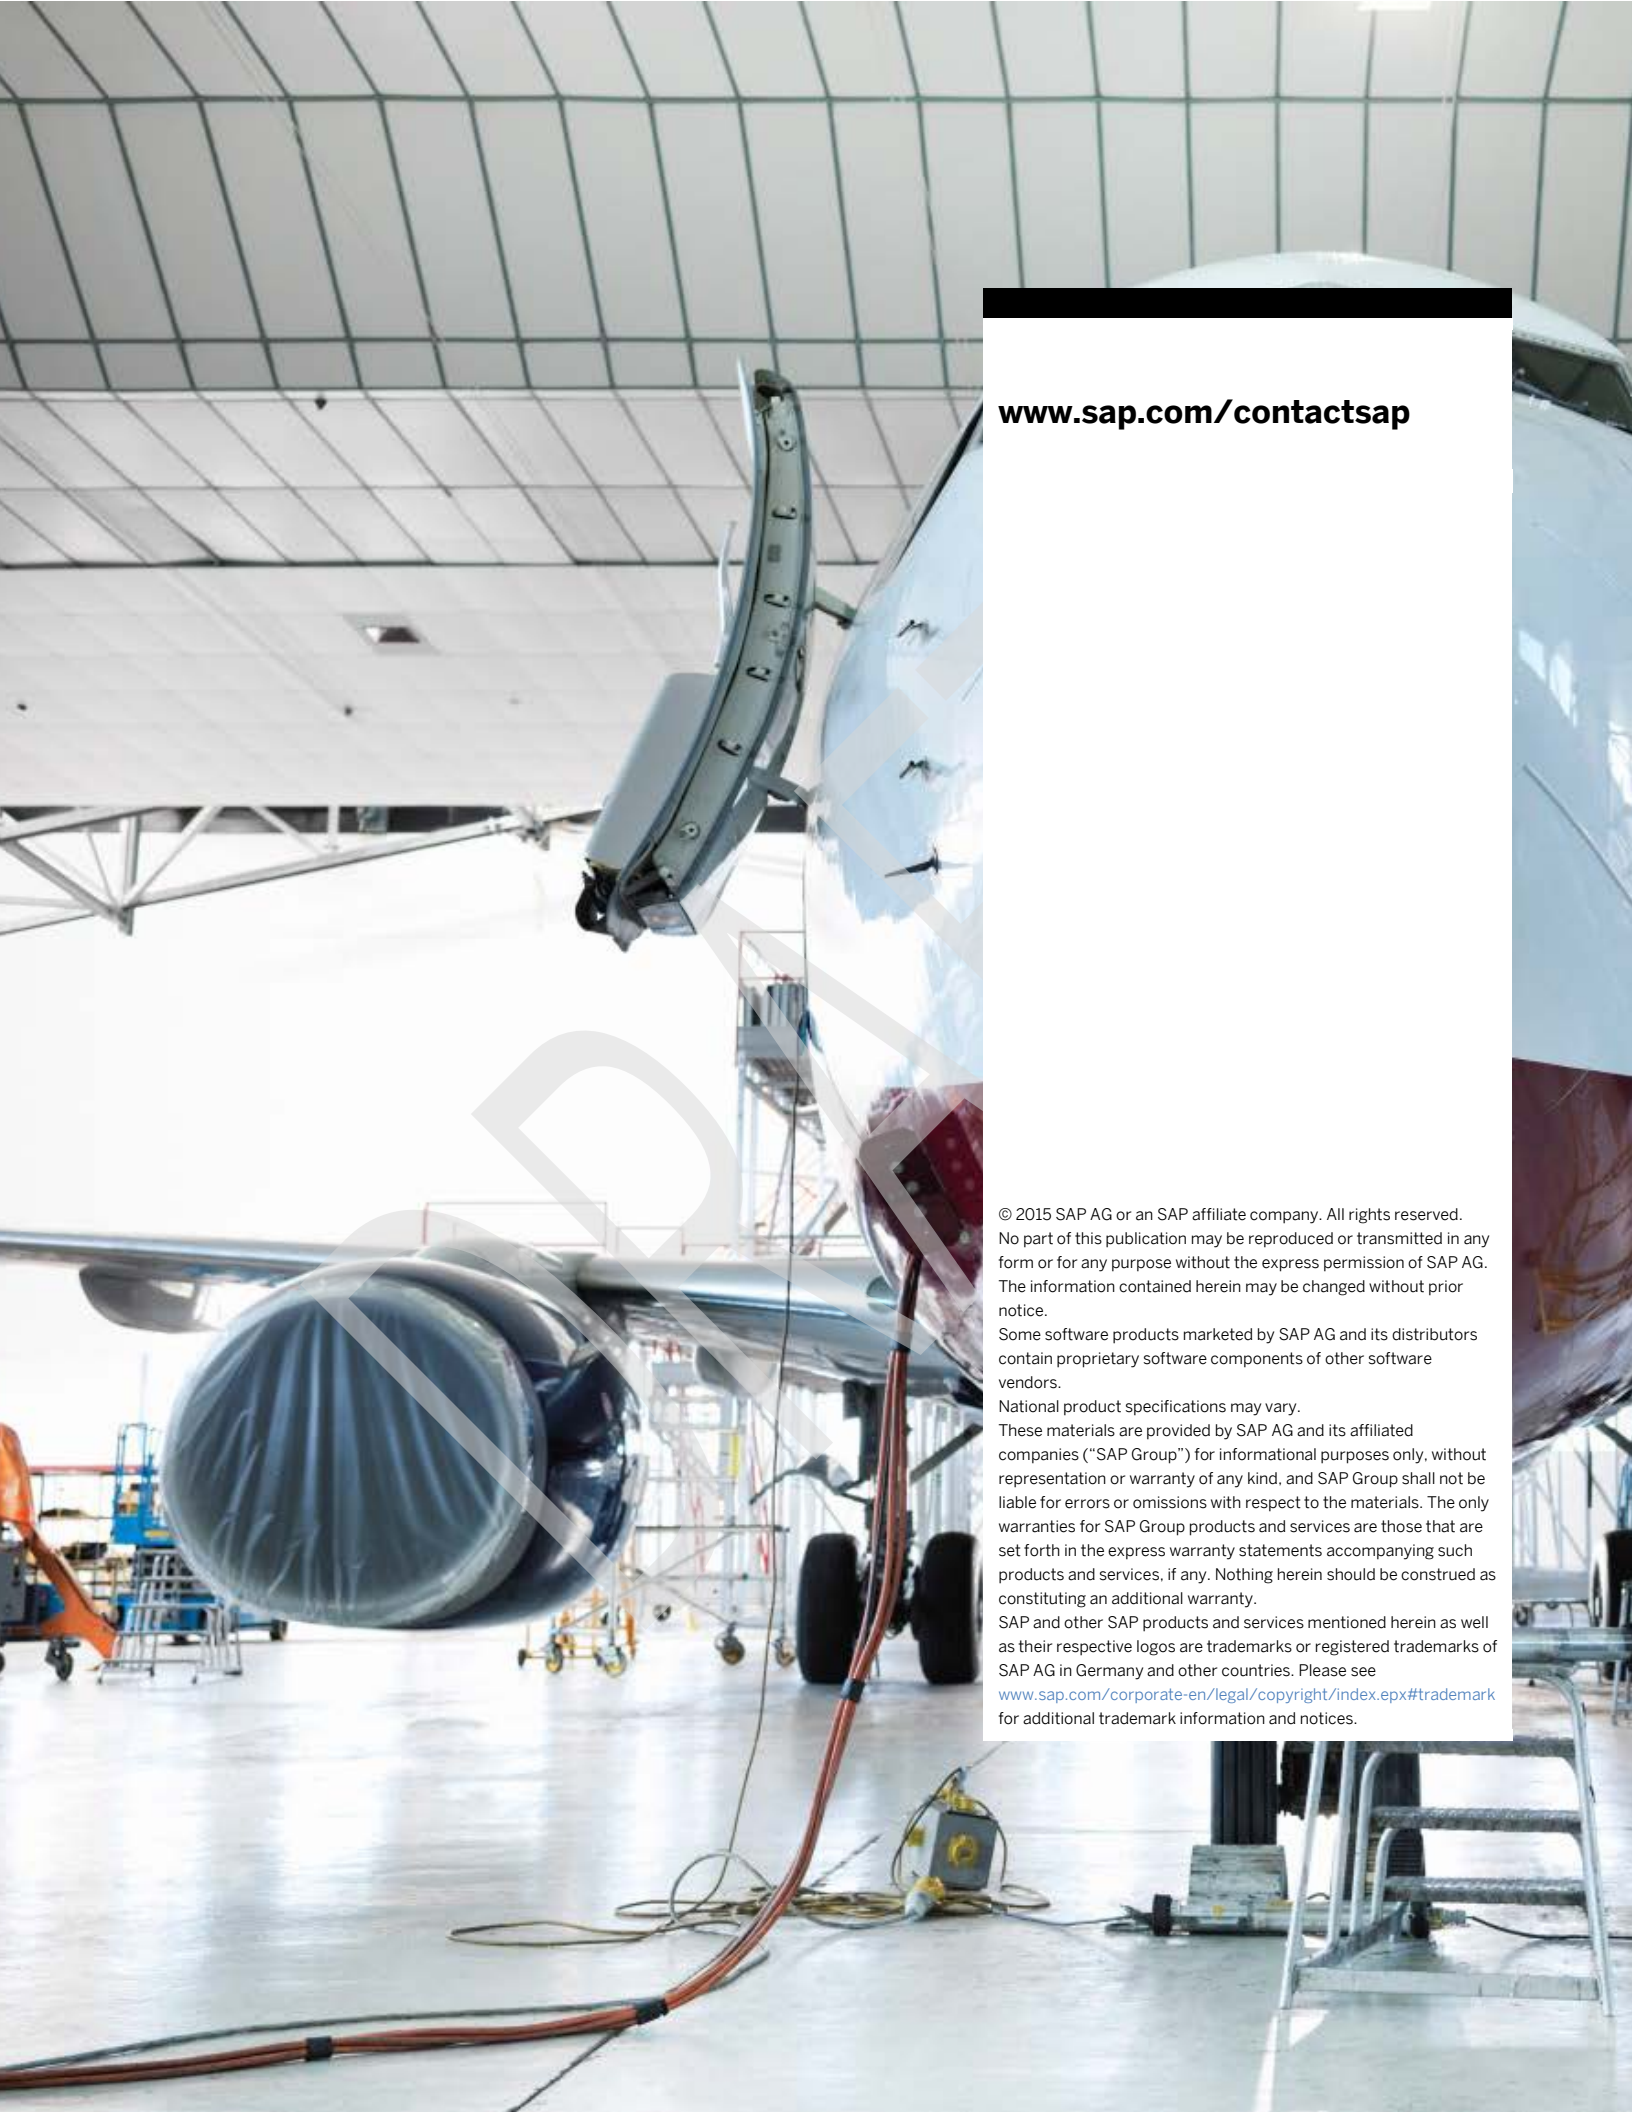 www.sap.com/contactsap
© 2015 SAP AG or an SAP affiliate company. All rights reserved.
No part of this publication may be reproduced or transmitted in any
form or for any purpose without the express permission of SAP AG.
The information contained herein may be changed without prior
notice.
Some software products marketed by SAP AG and its distributors
contain proprietary software components of other software
vendors.
National product specifications may vary.
These materials are provided by SAP AG and its affiliated
companies (“SAP Group”) for informational purposes only, without
representation or warranty of any kind, and SAP Group shall not be
liable for errors or omissions with respect to the materials. The only
warranties for SAP Group products and services are those that are
set forth in the express warranty statements accompanying such
products and services, if any. Nothing herein should be construed as
constituting an additional warranty.
SAP and other SAP products and services mentioned herein as well
as their respective logos are trademarks or registered trademarks of
SAP AG in Germany and other countries. Please see
www.sap.com/corporate-en/legal/copyright/index.epx#trademark
for additional trademark information and notices.
DRAFT